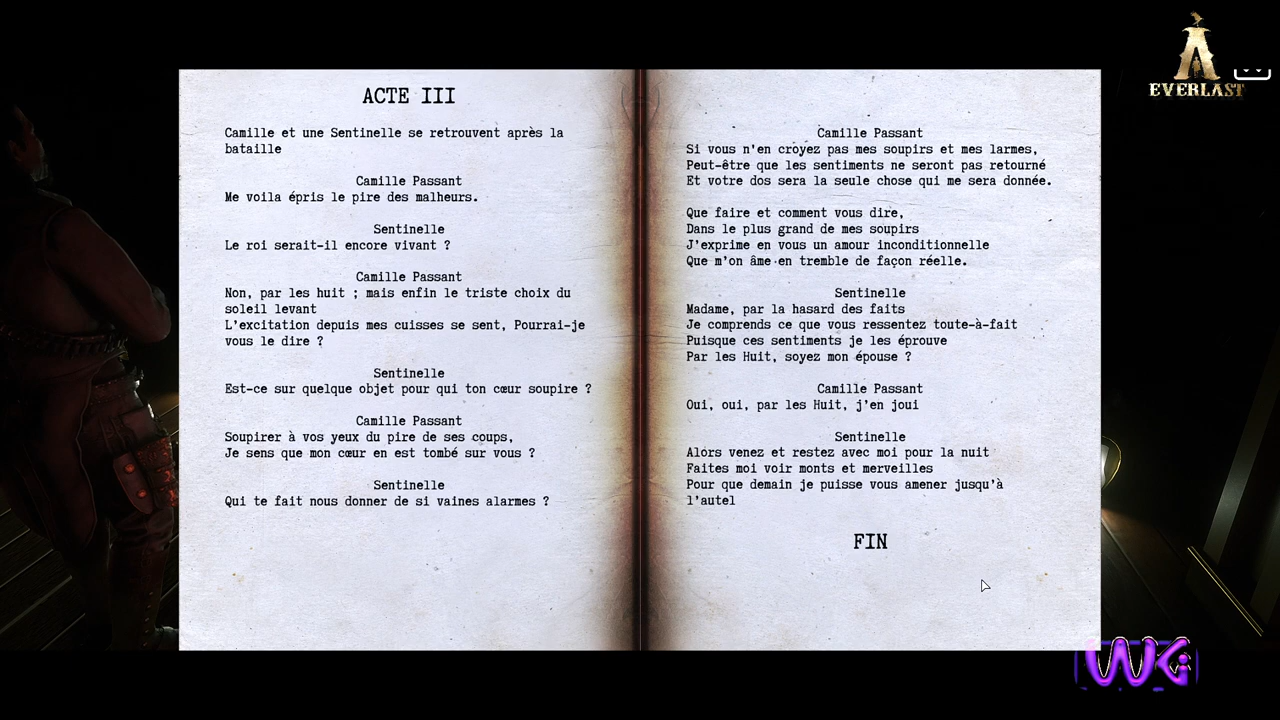 ACTE III
Camille et une Sentinelle se retrouvent après la
bataille
Camille Passant
Me voila épris le pire des malheurs.
Sentinelle
Le roi serait-il encore vivant ?
Camille Passant
Non, par les huit ; mais enfin le triste choix du
soleil levant
L'excitation depuis mes cuisses se sent, Pourrai-je
vous le dire ?
Sentinelle
Est-ce sur quelque objet pour qui ton cœur soupire ?
Camille Passant
Soupirer à vos yeux du pire de ses coups,
Je sens que mon cœur en est tombé sur vous ?
Sentinelle
Qui te fait nous donner de si vaines alarmes ?
Camille Passant
Si vous n'en croyez pas mes soupirs et mes larmes,
Peut-être que les sentiments ne seront pas retourné
Et votre dos sera la seule chose qui me sera donnée.
Que faire et comment vous dire,
Dans le plus grand de mes soupirs
J'exprime en vous un amour inconditionnelle
Que m'on âme en tremble de façon réelle.
Sentinelle
Madame, par la hasard des faits
Je comprends ce que vous ressentez toute-à-fait
Puisque ces sentiments je les éprouve
Par les Huit, soyez mon épouse ?
Camille Passant
Oui, oui, par les Huit, j'en joui
Sentinelle
Alors venez et restez avec moi pour la nuit
Faites moi voir monts et merveilles
Pour que demain je puisse vous amener jusqu'à
l'autel
FIN
A
EVERLAST
WG